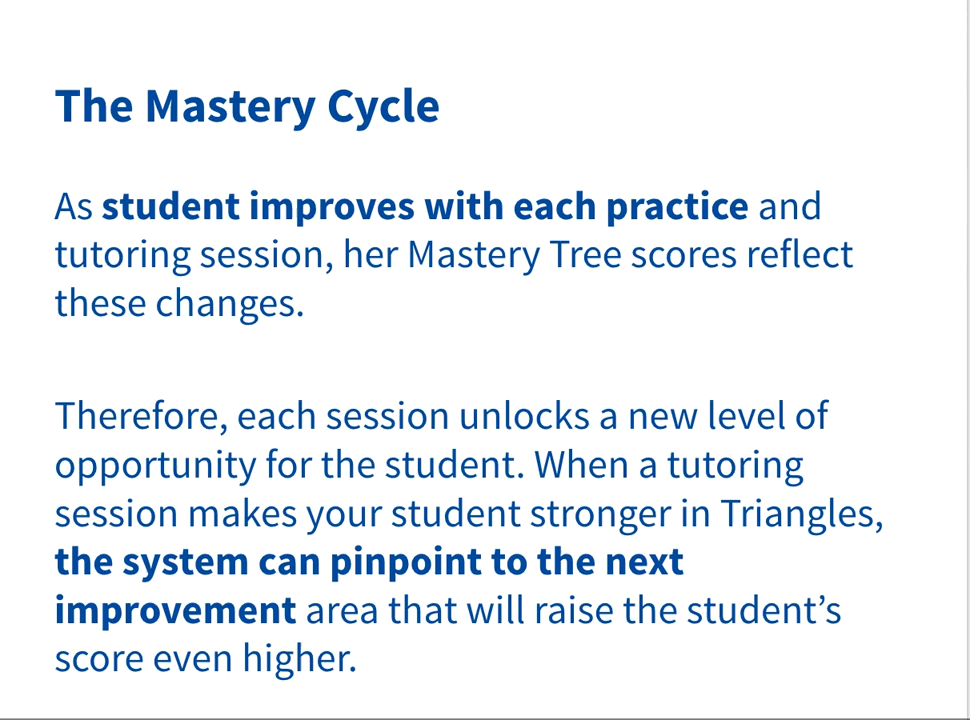 The Mastery Cycle
As student improves with each practice and
tutoring session, her Mastery Tree scores reflect
these changes.
Therefore, each session unlocks a new level of
opportunity for the student. When a tutoring
session makes your student stronger in Triangles,
the system can pinpoint to the next
improvement area that will raise the student’s
score even higher.